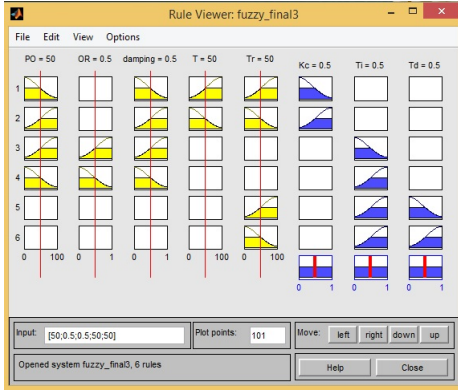 Rule Viewer: fuzzy_final3
File Edit View Options
PO = 50 OR = 0.5 damping = 0.5 T = 50 Tr = 50 Kc = 0.5 Ti = 0.5 Td = 0.5
1
2
3
4
5
6
0 100 0 1 0 1 0 100 0 100
0 1 0 1 0 1
Input: [50;0.5;0.5;50;50] Plot points: 101 Move: left right down up
Opened system fuzzy_final3, 6 rules Help Close